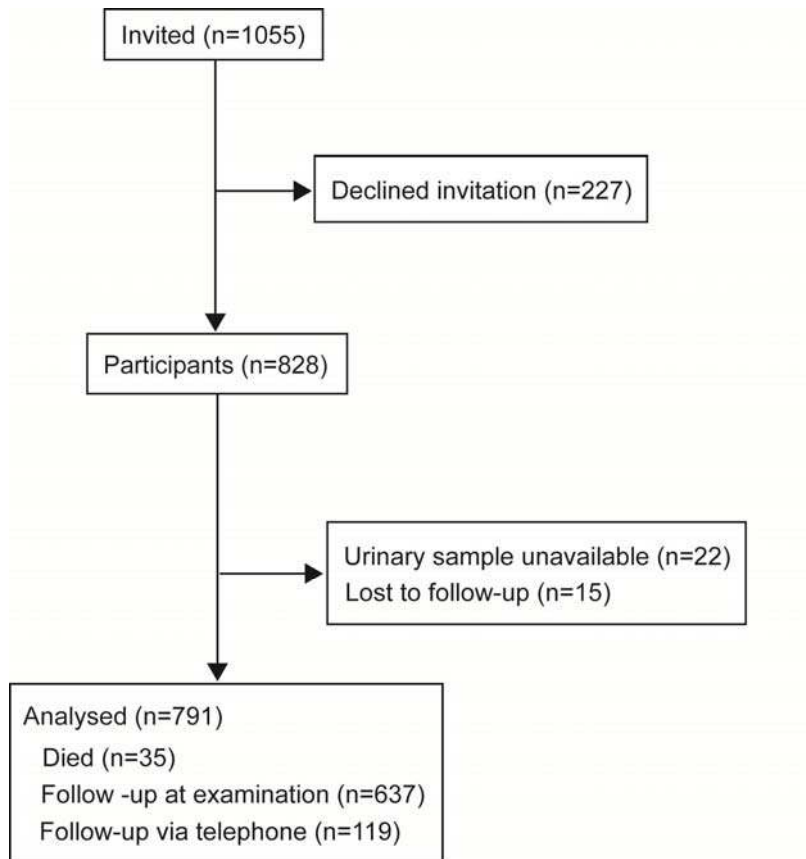 Invited (n=1055)
Declined invitation (n=227)
Participants (n=828)
Urinary sample unavailable (n=22)
Lost to follow-up (n=15)
Analysed (n=791)
Died (n=35)
Follow -up at examination (n=637)
Follow-up via telephone (n=119)